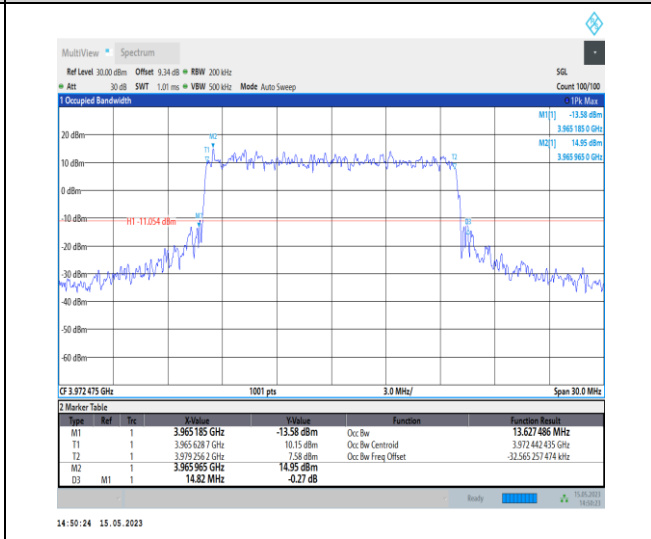 MultiView Spectrum
Ref Level 30.00 dBm Offset 9.34 dB RBW 200 kHz SGL
Att 30 dB SWT 1.01 ms VBW 500 kHz Mode Auto Sweep Count 100/100
1 Occupied Bandwidth 1Pk Max
M1[1] -13.58 dBm
3.965 185 0 GHz
M2[1] 14.95 dBm
3.965 965 0 GHz
20 dBm
M2
T1
T2
10 dBm
0 dBm
-10 dBm
M1
H1 -11.054 dBm
-20 dBm
-30 dBm
-40 dBm
-50 dBm
-60 dBm
CF 3.972 475 GHz 1001 pts 3.0 MHz/ Span 30.0 MHz
2 Marker Table
Type Ref Trc X-Value Y-Value Function Function Result
M1 1 3.965 185 GHz -13.58 dBm Occ Bw 13.627 486 MHz
T1 1 3.965 628 7 GHz 10.15 dBm Occ Bw Centroid 3.972 442 435 GHz
T2 1 3.979 256 2 GHz 7.58 dBm Occ Bw Freq Offset -32.565 257 474 kHz
M2 1 3.965 965 GHz 14.95 dBm
D3 M1 1 14.82 MHz -0.27 dB
Ready 15.05.2023
14:50:23
14:50:24 15.05.2023